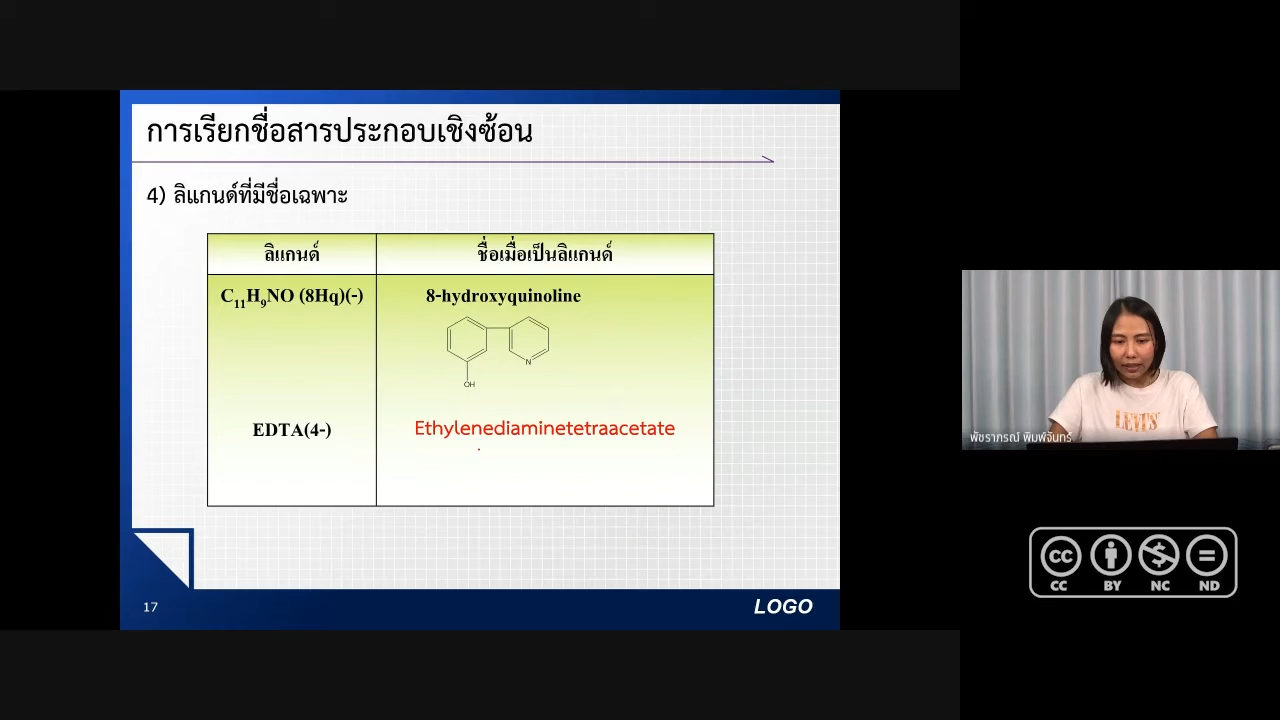 การเรียกชื่อสารประกอบเชิงซ้อน
4) ลิแกนด์ที่มีชื่อเฉพาะ
ลิแกนด์ ชื่อเมื่อเป็นลิแกนด์
C₁₁H₉NO (8Hq)(-) 8-hydroxyquinoline
N
OH
EDTA(4-) Ethylenediaminetetraacetate
17 LOGO
LEVI'S
พัชราภรณ์ พิมพ์จันทร์
CC BY NC ND